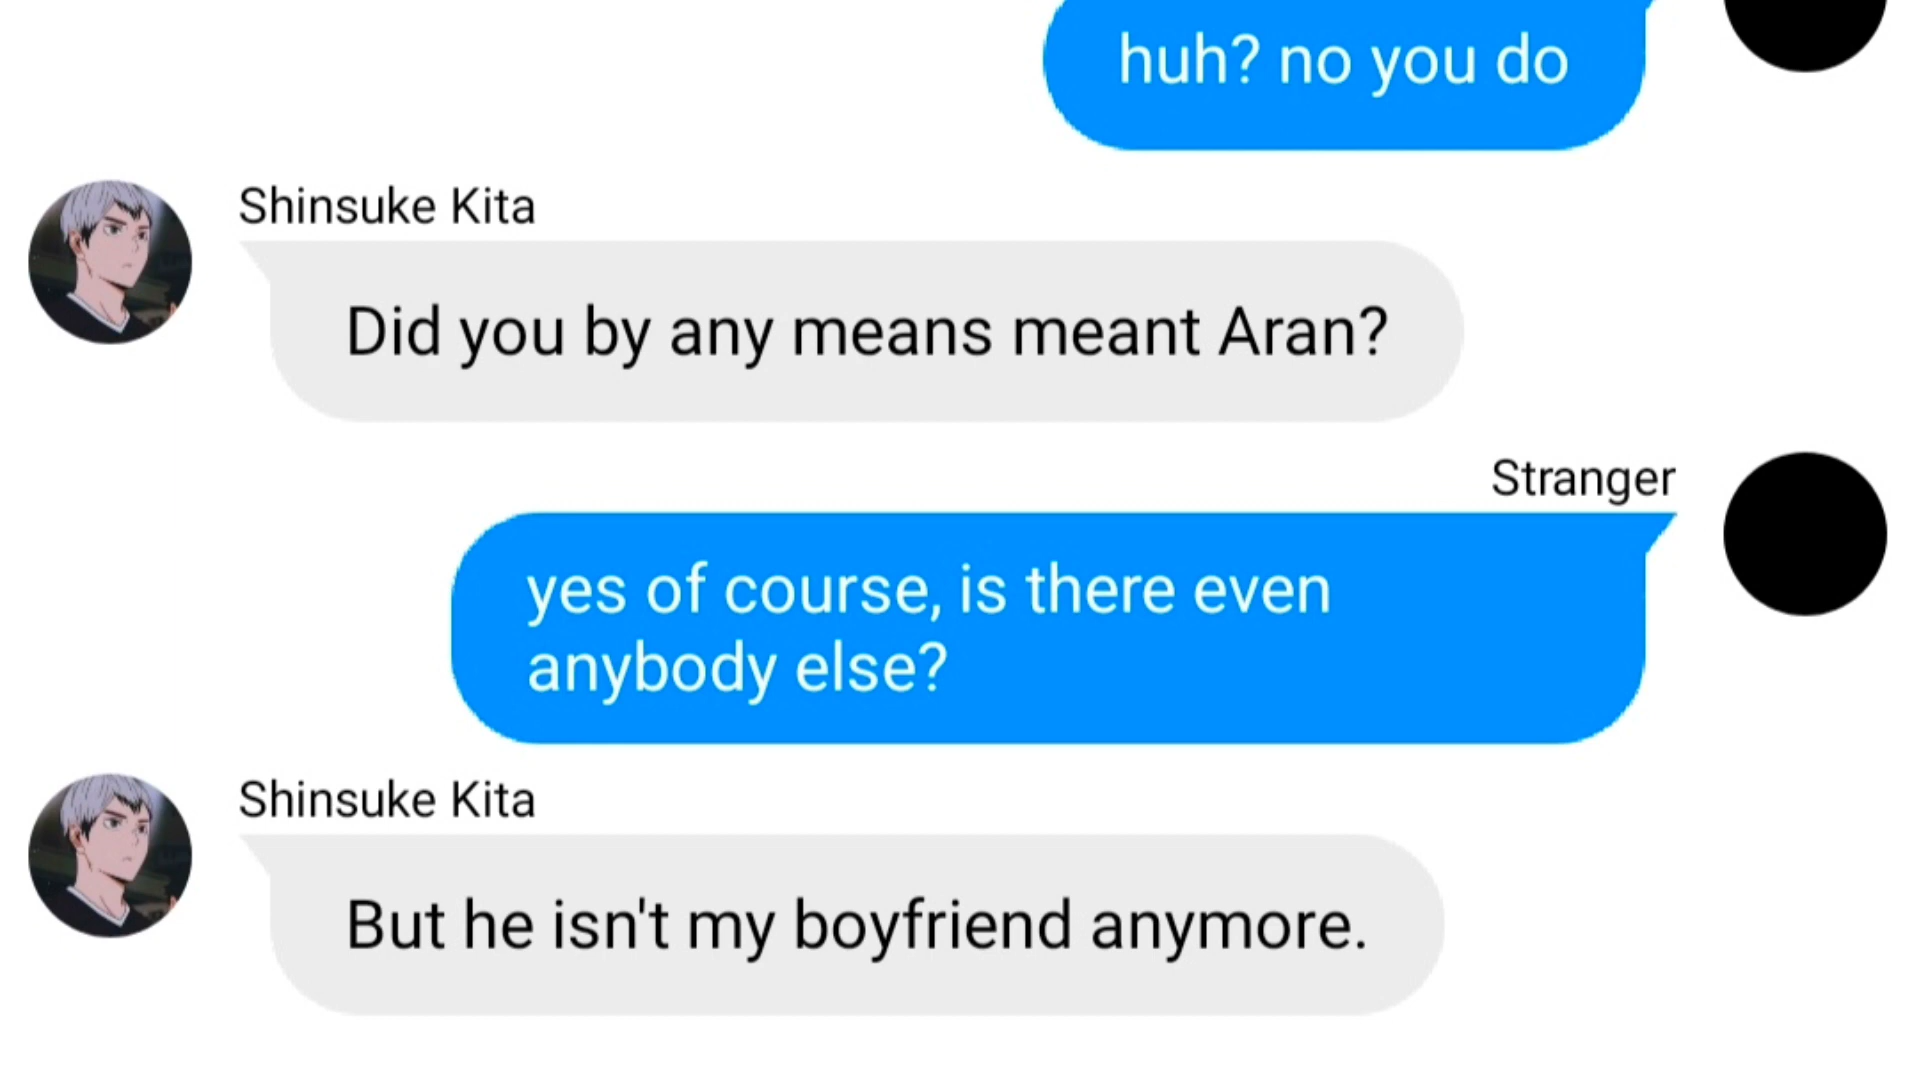 huh? no you do
Shinsuke Kita
Did you by any means meant Aran?
Stranger
yes of course, is there even
anybody else?
Shinsuke Kita
But he isn't my boyfriend anymore.